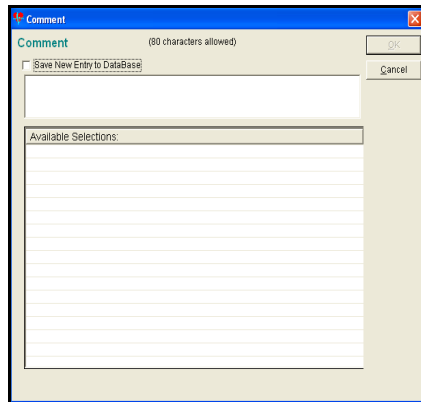 Comment
Comment (80 characters allowed)
OK
Save New Entry to DataBase
Cancel
Available Selections: